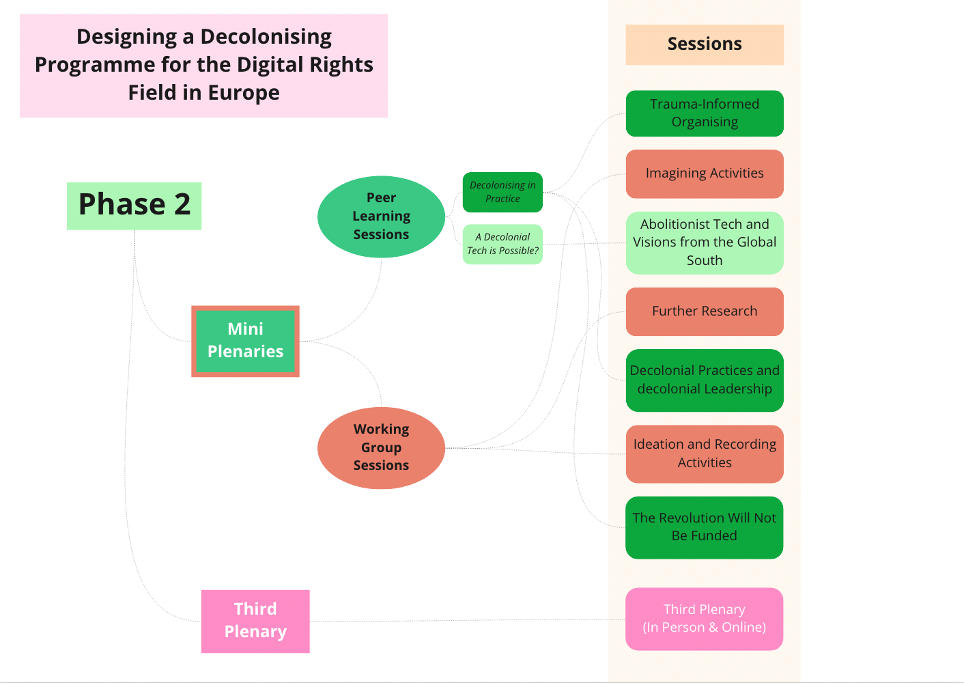 Designing a Decolonising
Programme for the Digital Rights
Field in Europe
Sessions
Phase 2
Peer
Learning
Sessions
Decolonising in
Practice
A Decolonial
Tech is Possible?
Mini
Plenaries
Working
Group
Sessions
Third
Plenary
Trauma-Informed
Organising
Imagining Activities
Abolitionist Tech and
Visions from the Global
South
Further Research
Decolonial Practices and
decolonial Leadership
Ideation and Recording
Activities
The Revolution Will Not
Be Funded
Third Plenary
(In Person & Online)